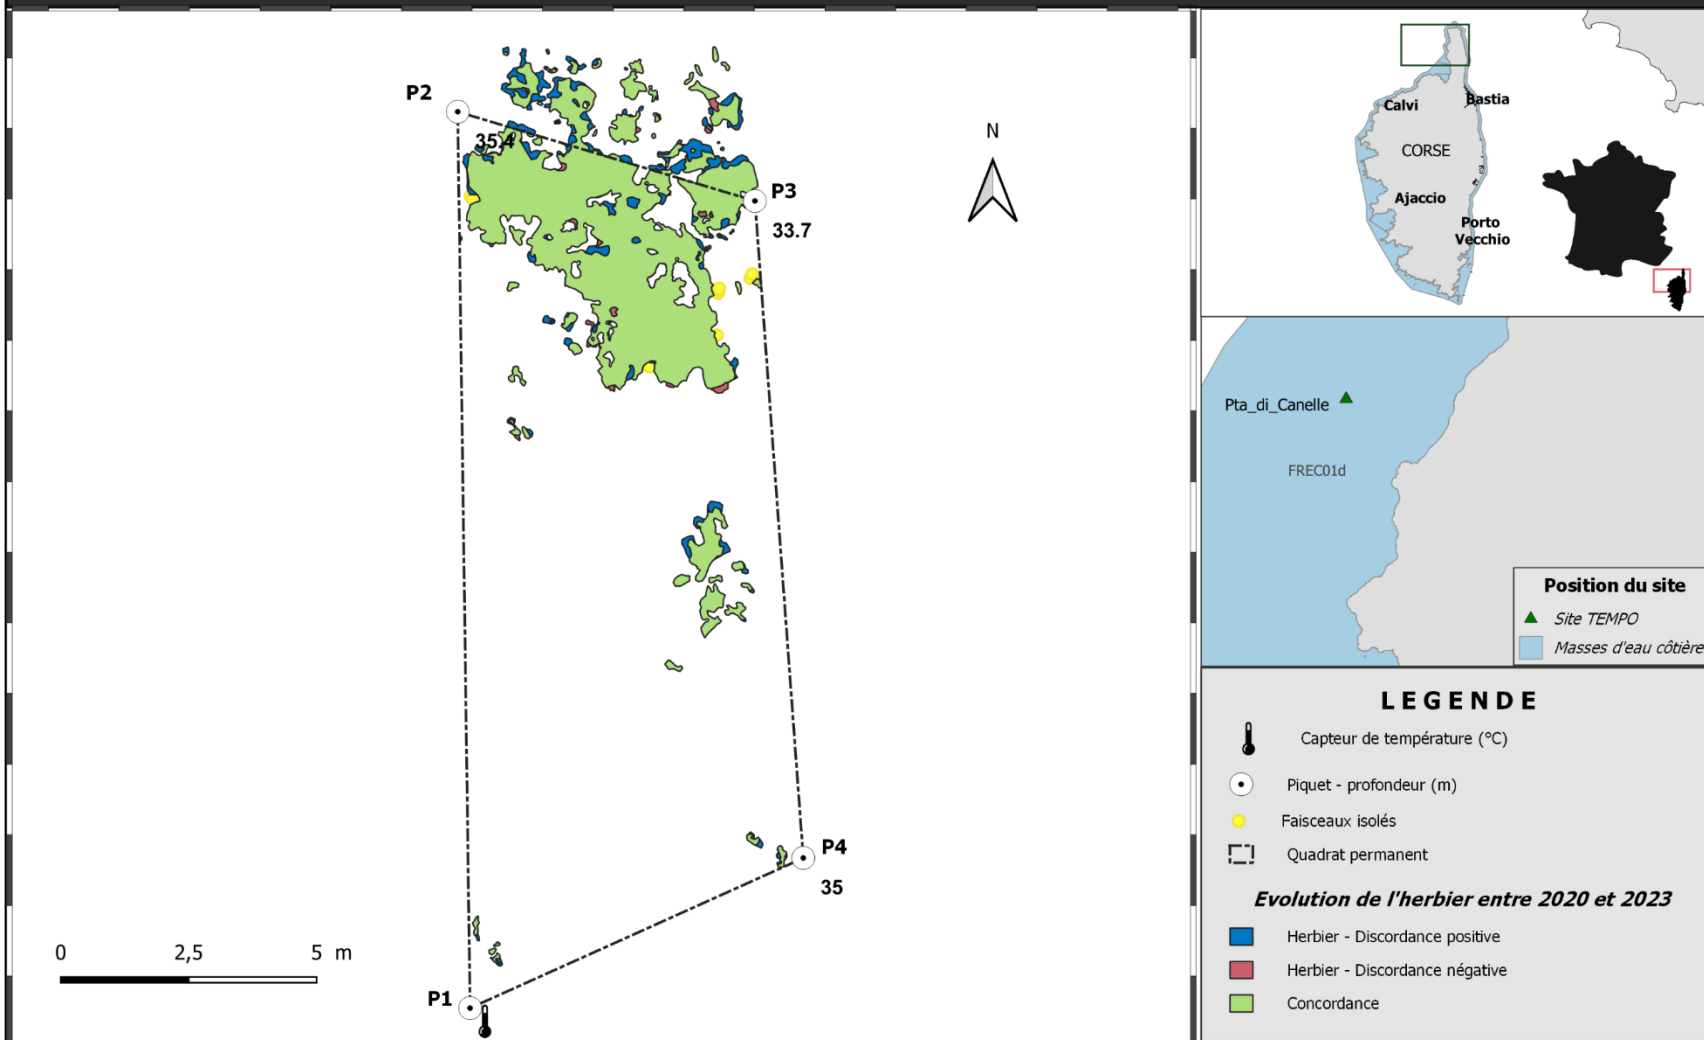 P2
35.4
P3
33.7
N
P4
35
P1
0 2,5 5 m
Calvi
Bastia
CORSE
Ajaccio
Porto
Vecchio
Pta_di_Canelle
FREC01d
Position du site
Site TEMPO
Masses d'eau côtière
LEGENDE
Capteur de température (°C)
Piquet - profondeur (m)
Faisceaux isolés
Quadrat permanent
Evolution de l'herbier entre 2020 et 2023
Herbier - Discordance positive
Herbier - Discordance négative
Concordance